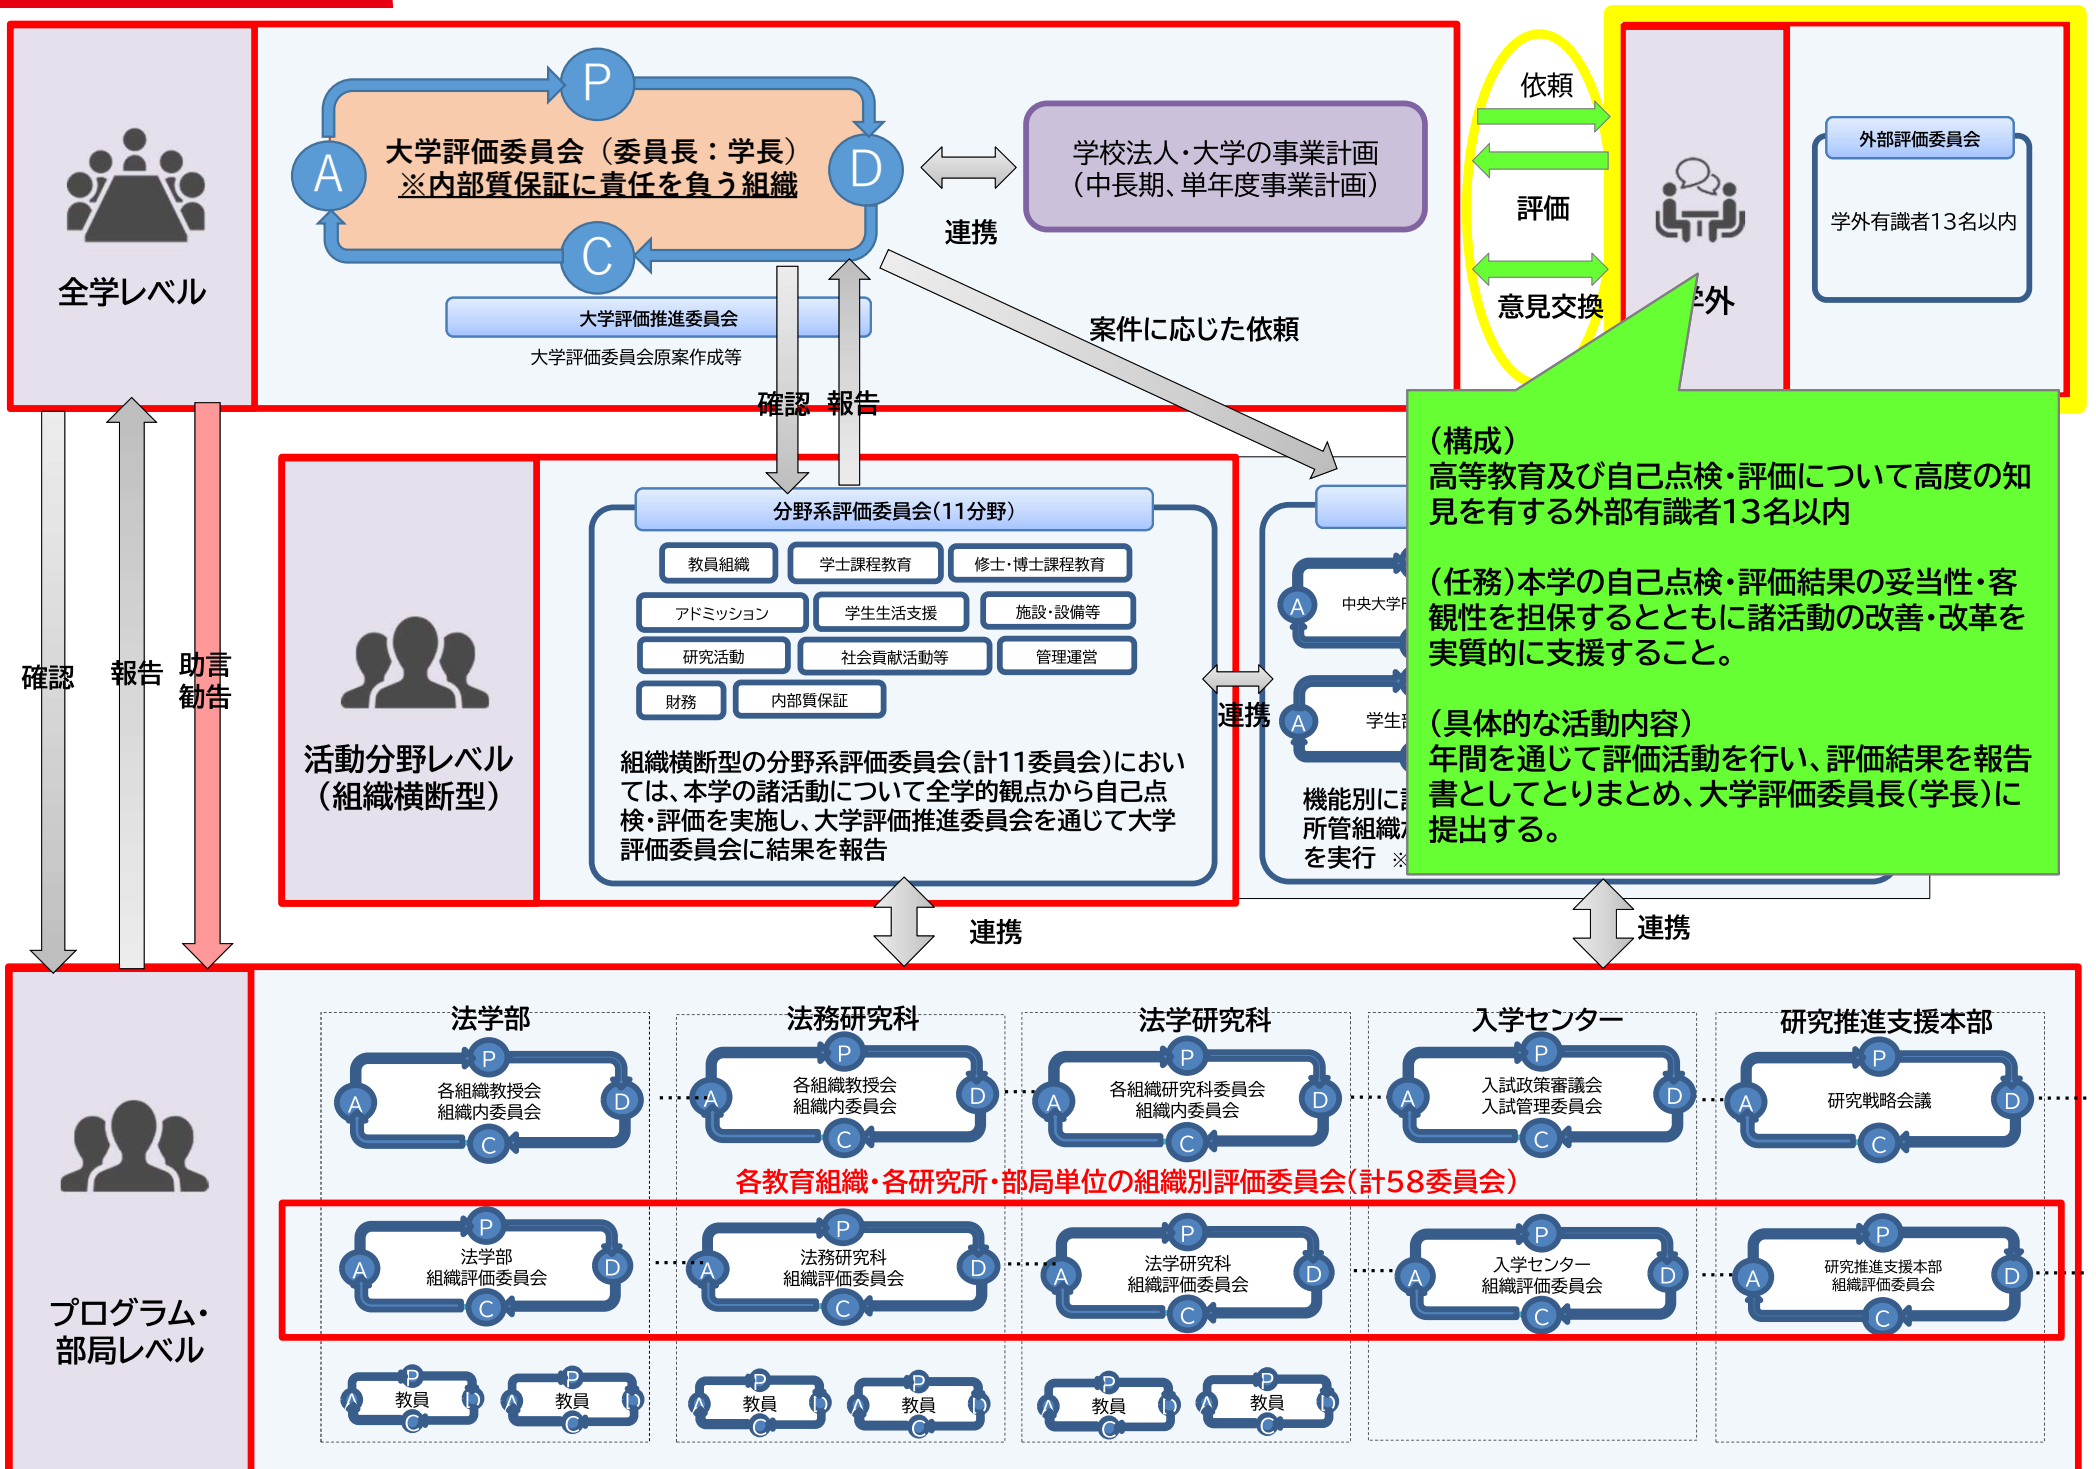 P
A
D
C
大学評価委員会（委員長：学長）
※内部質保証に責任を負う組織
全学レベル
大学評価推進委員会
大学評価委員会原案作成等
連携
学校法人・大学の事業計画
（中長期、単年度事業計画）
案件に応じた依頼
依頼
評価
意見交換
外
外部評価委員会
学外有識者13名以内
（構成）
高等教育及び自己点検・評価について高度の知
見を有する外部有識者13名以内
（任務）本学の自己点検・評価結果の妥当性・客
観性を担保するとともに諸活動の改善・改革を
実質的に支援すること。
（具体的な活動内容）
年間を通じて評価活動を行い、評価結果を報告
書としてとりまとめ、大学評価委員長（学長）に
提出する。
確認
報告
確認
報告
助言
勧告
活動分野レベル
（組織横断型）
分野系評価委員会（11分野）
教員組織
学士課程教育
修士・博士課程教育
アドミッション
学生生活支援
施設・設備等
研究活動
社会貢献活動等
管理運営
財務
内部質保証
組織横断型の分野系評価委員会（計11委員会）におい
ては、本学の諸活動について全学的観点から自己点
検・評価を実施し、大学評価推進委員会を通じて大学
評価委員会に結果を報告
連携
A
中央大学
A
学生
機能別に
所管組織
を実行 ※
連携
連携
プログラム・
部局レベル
法学部
P
A
各組織教授会
組織内委員会
D
C
法務研究科
P
A
各組織教授会
組織内委員会
D
C
法学研究科
P
A
各組織研究科委員会
組織内委員会
D
C
入学センター
P
A
入試政策審議会
入試管理委員会
D
C
研究推進支援本部
P
A
研究戦略会議
D
C
各教育組織・各研究所・部局単位の組織別評価委員会（計58委員会）
P
A
法学部
組織評価委員会
D
C
P
A
法務研究科
組織評価委員会
D
C
P
A
法学研究科
組織評価委員会
D
C
P
A
入学センター
組織評価委員会
D
C
P
A
研究推進支援本部
組織評価委員会
D
C
P
A
教員
D
C
P
A
教員
D
C
P
A
教員
D
C
P
A
教員
D
C
P
A
教員
D
C
P
A
教員
D
C